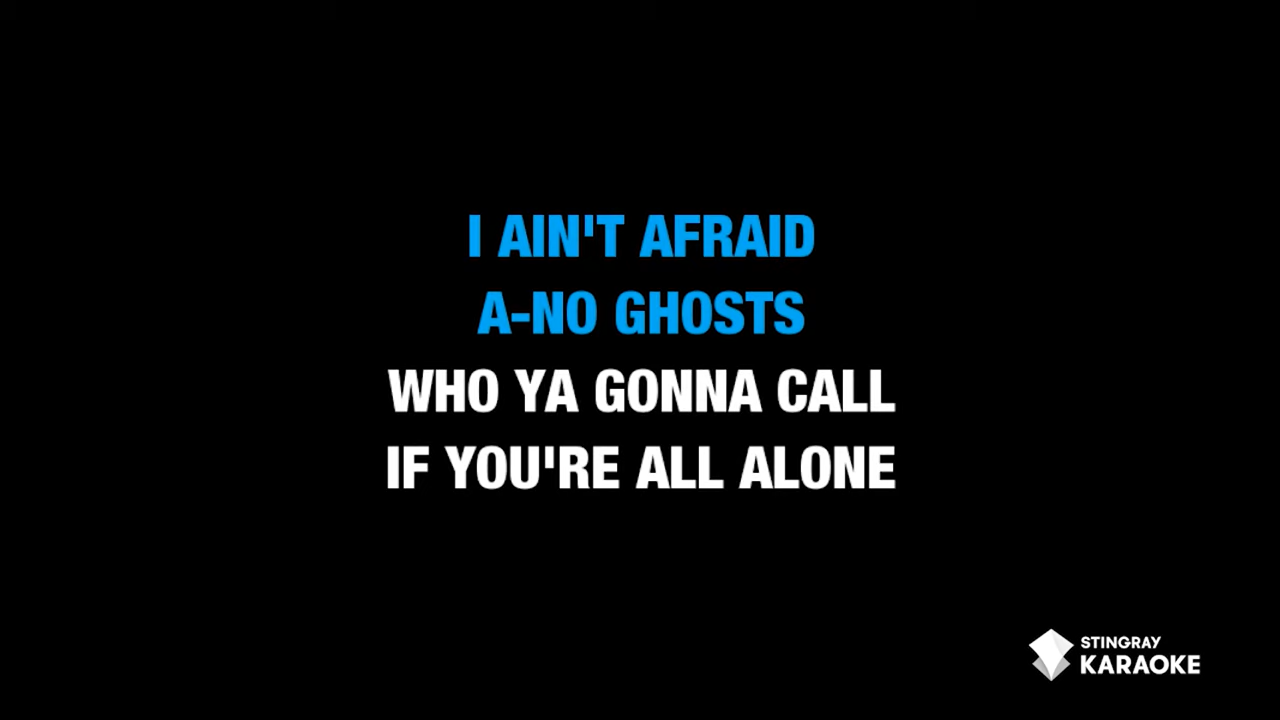 I AIN'T AFRAID
A-NO GHOSTS
WHO YA GONNA CALL
IF YOU'RE ALL ALONE
STINGRAY
KARAOKE